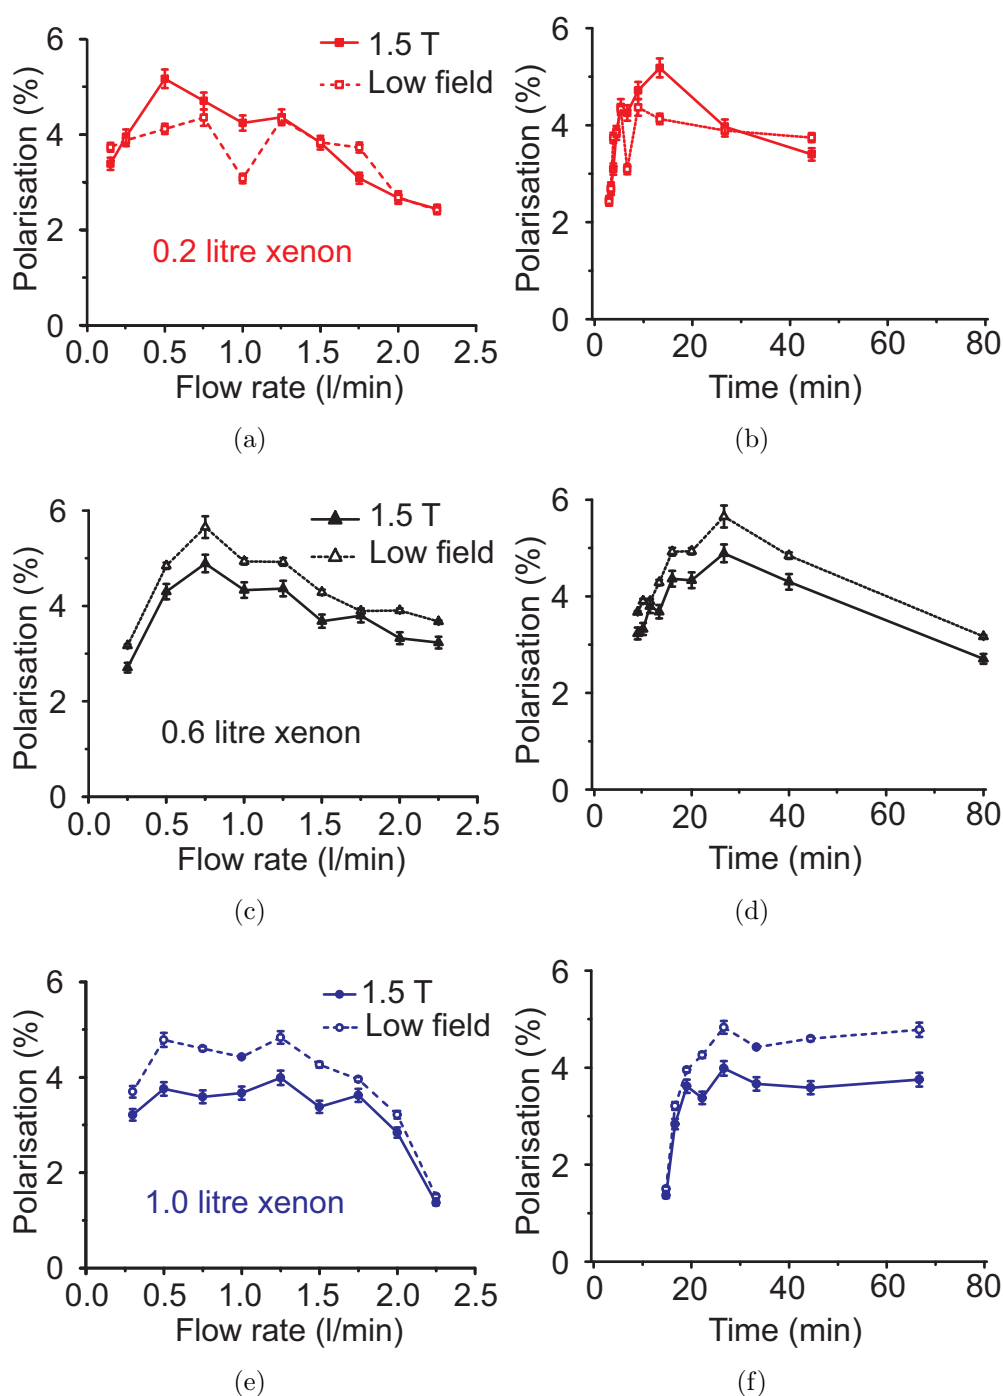 6
4
2
0
Polarisation (%)
1.5 T
Low field
0.2 litre xenon
0.0 0.5 1.0 1.5 2.0 2.5
Flow rate (l/min)
(a)
6
4
2
0
Polarisation (%)
0 20 40 60 80
Time (min)
(b)
6
4
2
0
Polarisation (%)
1.5 T
Low field
0.6 litre xenon
0.0 0.5 1.0 1.5 2.0 2.5
Flow rate (l/min)
(c)
6
4
2
0
Polarisation (%)
0 20 40 60 80
Time (min)
(d)
6
4
2
0
Polarisation (%)
1.5 T
Low field
1.0 litre xenon
0.0 0.5 1.0 1.5 2.0 2.5
Flow rate (l/min)
(e)
6
4
2
0
Polarisation (%)
0 20 40 60 80
Time (min)
(f)